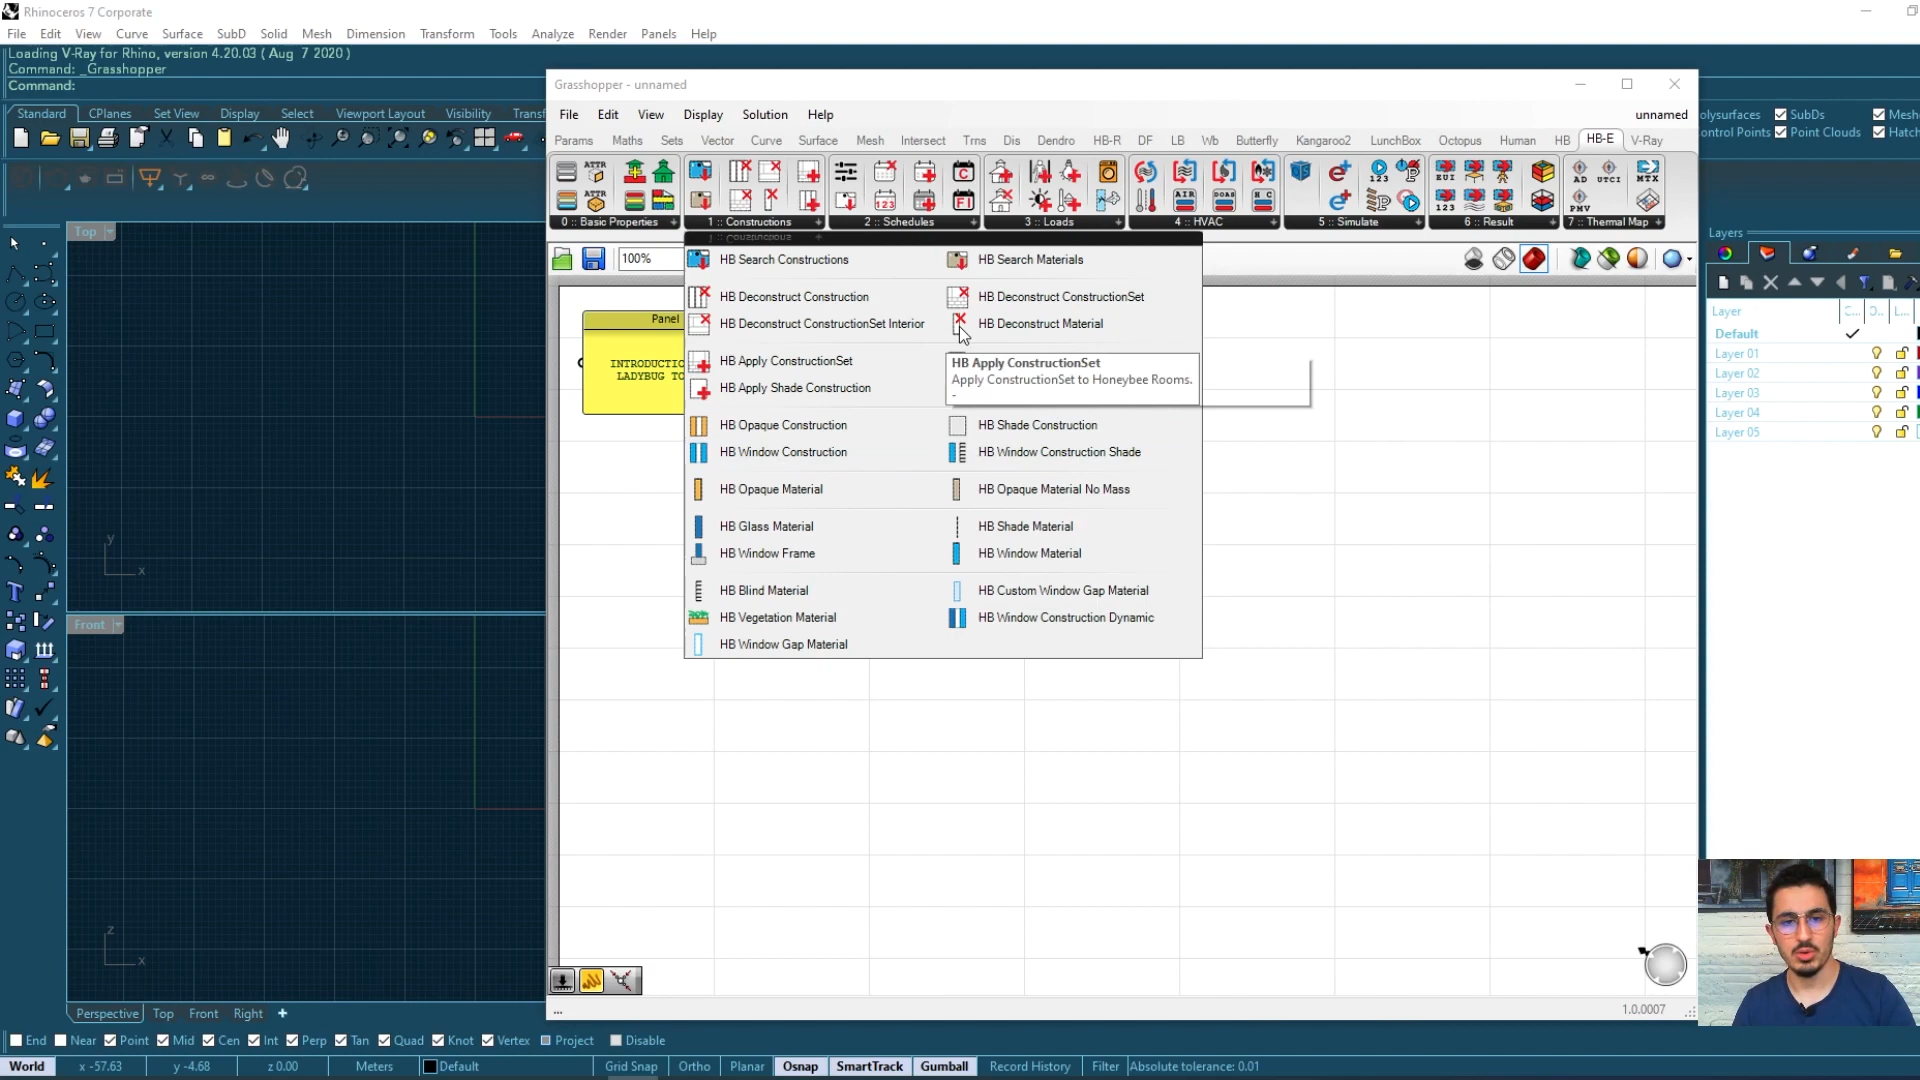 Rhinoceros 7 Corporate
File Edit View Curve Surface SubD Solid Mesh Dimension Transform Tools Analyze Render Panels Help
Loading V-Ray for Rhino, version 4.20.03 ( Aug 7 2020 )
Command: _Grasshopper
Command:
Standard CPlanes Set View Display Select Viewport Layout Visibility Transf
Grasshopper - unnamed
File Edit View Display Solution Help unnamed
Params Maths Sets Vector Curve Surface Mesh Intersect Trns Dis Dendro HB-R DF LB Wb Butterfly Kangaroo2 LunchBox Octopus Human HB HB-E V-Ray
0 :: Basic Properties 1 :: Constructions 2 :: Schedules 3 :: Loads 4 :: HVAC 5 :: Simulate 6 :: Result 7 :: Thermal Map
100%
HB Search Constructions HB Search Materials
HB Deconstruct Construction HB Deconstruct ConstructionSet
HB Deconstruct ConstructionSet Interior HB Deconstruct Material
HB Apply ConstructionSet
HB Apply Shade Construction
HB Apply ConstructionSet
Apply ConstructionSet to Honeybee Rooms.
-
HB Opaque Construction HB Shade Construction
HB Window Construction HB Window Construction Shade
HB Opaque Material HB Opaque Material No Mass
HB Glass Material HB Shade Material
HB Window Frame HB Window Material
HB Blind Material HB Custom Window Gap Material
HB Vegetation Material HB Window Construction Dynamic
HB Window Gap Material
Panel
INTRODUCTIO
LADYBUG TO
olysurfaces SubDs Meshe
ontrol Points Point Clouds Hatch
Layers
Layer C... O.. L...
Default
Layer 01
Layer 02
Layer 03
Layer 04
Layer 05
Top
y
x
Front
z
x
...
1.0.0007
Perspective Top Front Right
End Near Point Mid Cen Int Perp Tan Quad Knot Vertex Project Disable
World x -57.63 y -4.68 z 0.00 Meters Default Grid Snap Ortho Planar Osnap SmartTrack Gumball Record History Filter Absolute tolerance: 0.01